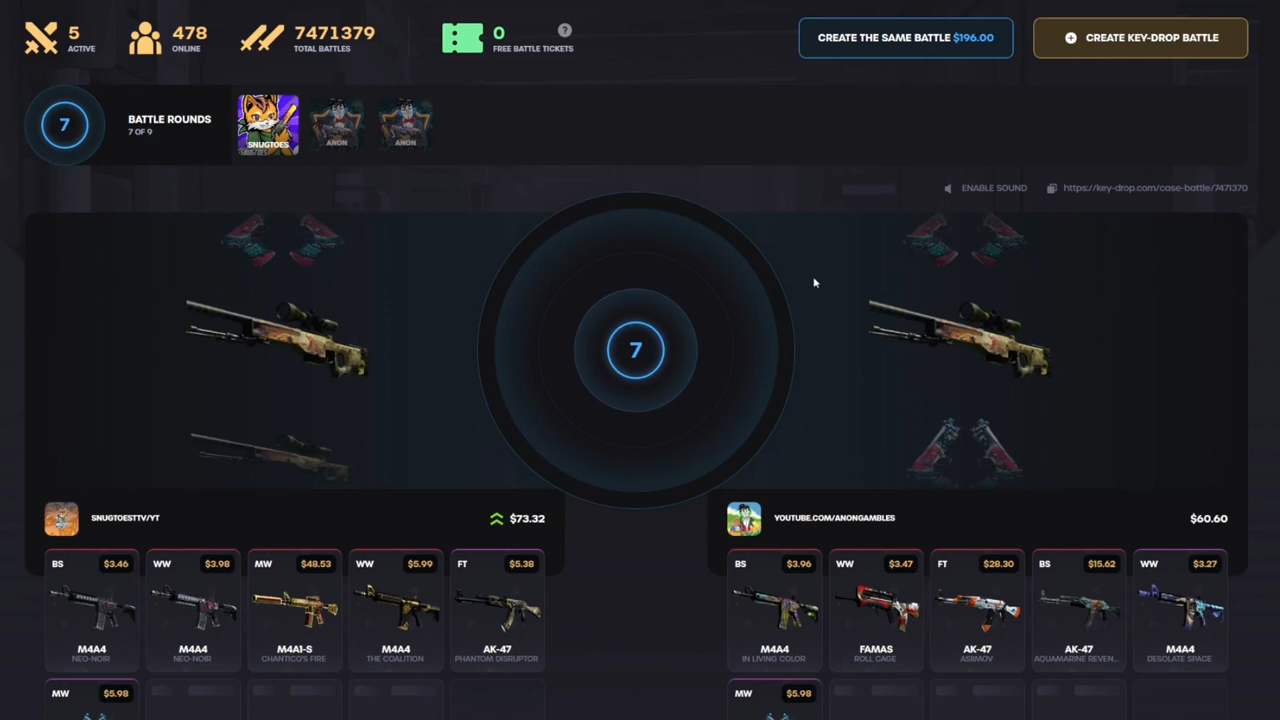 5
ACTIVE
478
ONLINE
7471379
TOTAL BATTLES
0
FREE BATTLE TICKETS
?
CREATE THE SAME BATTLE $196.00
CREATE KEY-DROP BATTLE
7
BATTLE ROUNDS
7 OF 9
SNUGTOES
ANON
ANON
ENABLE SOUND
https://key-drop.com/case-battle/7471370
7
SNUGTOESTTV/YT
$73.32
YOUTUBE.COM/ANONGAMBLES
$60.60
BS $3.46
M4A4
NEO-NOIR
WW $3.98
M4A4
NEO-NOIR
MW $48.53
M4A1-S
CHANTICO'S FIRE
WW $5.99
M4A4
THE COALITION
FT $5.38
AK-47
PHANTOM DISRUPTOR
BS $3.96
M4A4
IN LIVING COLOR
WW $3.47
FAMAS
ROLL CAGE
FT $28.30
AK-47
ASIIMOV
BS $15.62
AK-47
AQUAMARINE REVEN...
WW $3.27
M4A4
DESOLATE SPACE
MW $5.98
MW $5.98